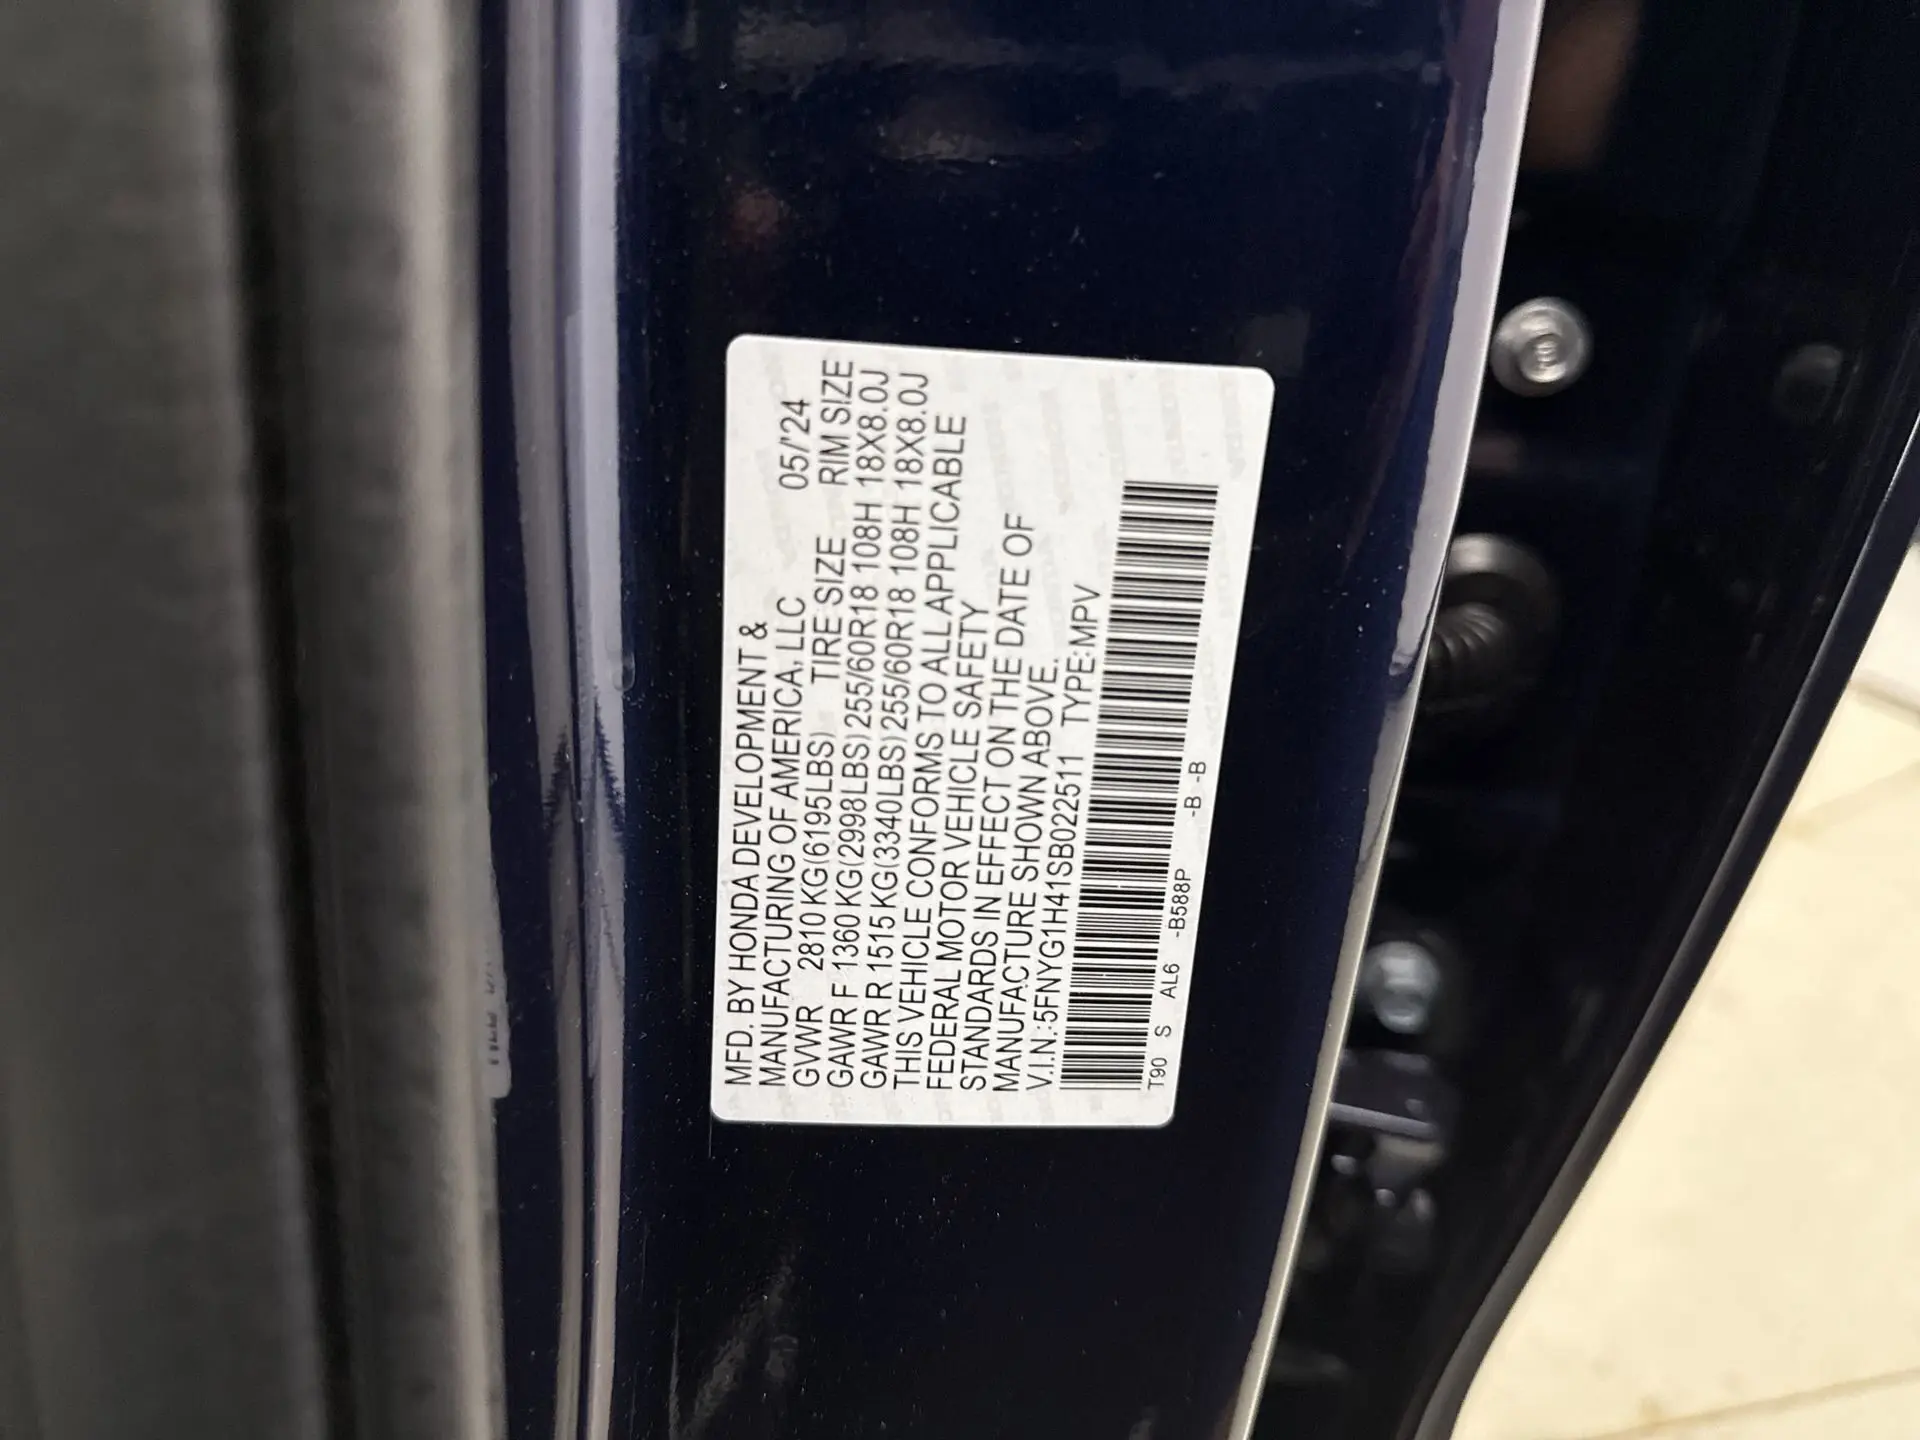 MFD. BY HONDA DEVELOPMENT &
MANUFACTURING OF AMERICA, LLC 05/'24
GVWR 2810 KG(6195LBS) TIRE SIZE RIM SIZE
GAWR F 1360 KG(2998LBS) 255/60R18 108H 18X8.0J
GAWR R 1515 KG(3340LBS) 255/60R18 108H 18X8.0J
THIS VEHICLE CONFORMS TO ALL APPLICABLE
FEDERAL MOTOR VEHICLE SAFETY
STANDARDS IN EFFECT ON THE DATE OF
MANUFACTURE SHOWN ABOVE.
V.I.N.:5FNYG1H41SB022511 TYPE:MPV
T90 S AL6 -B588P -B -B